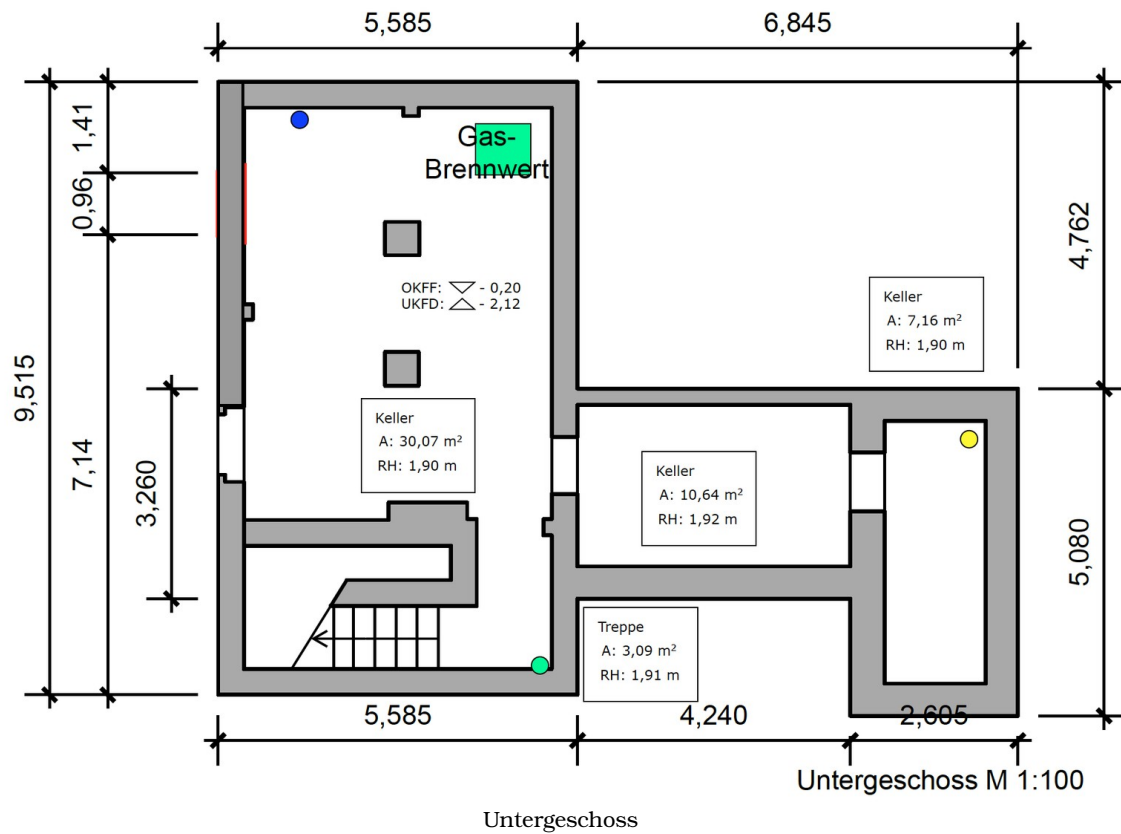 5,585
6,845
1,41
0,96
7,14
9,515
3,260
Gas-
Brennwert
OKFF: - 0,20
UKFD: - 2,12
4,762
Keller
A: 7,16 m²
RH: 1,90 m
Keller
A: 30,07 m²
RH: 1,90 m
Keller
A: 10,64 m²
RH: 1,92 m
5,080
Treppe
A: 3,09 m²
RH: 1,91 m
5,585
4,240
2,605
Untergeschoss M 1:100
Untergeschoss